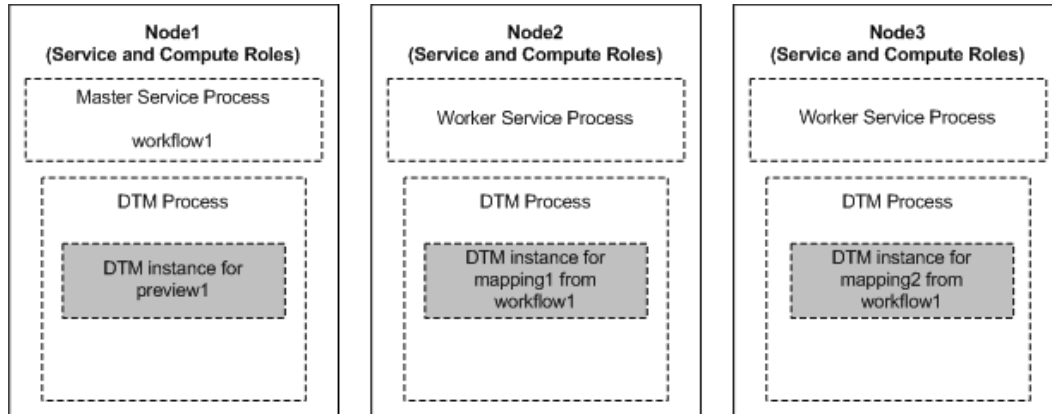 Node1
(Service and Compute Roles)
Master Service Process
workflow1
DTM Process
DTM instance for
preview1
Node2
(Service and Compute Roles)
Worker Service Process
DTM Process
DTM instance for
mapping1 from
workflow1
Node3
(Service and Compute Roles)
Worker Service Process
DTM Process
DTM instance for
mapping2 from
workflow1